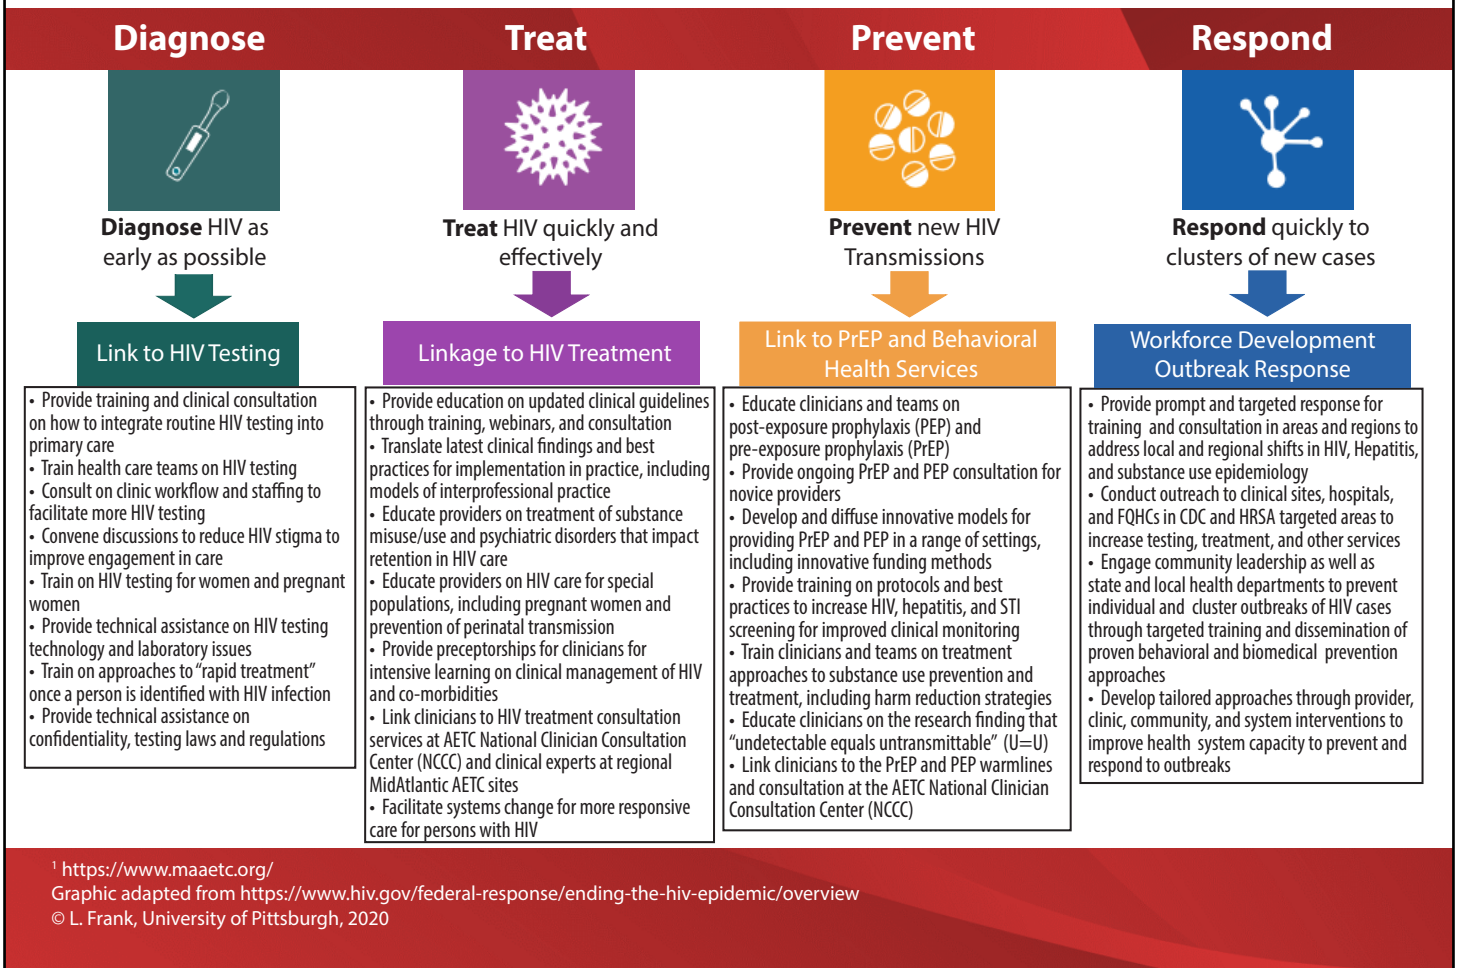 Diagnose
Treat
Prevent
Respond
Diagnose HIV as
early as possible
Treat HIV quickly and
effectively
Prevent new HIV
Transmissions
Respond quickly to
clusters of new cases
Link to HIV Testing
Linkage to HIV Treatment
Link to PrEP and Behavioral
Health Services
Workforce Development
Outbreak Response
• Provide training and clinical consultation
on how to integrate routine HIV testing into
primary care
• Train health care teams on HIV testing
• Consult on clinic workflow and staffing to
facilitate more HIV testing
• Convene discussions to reduce HIV stigma to
improve engagement in care
• Train on HIV testing for women and pregnant
women
• Provide technical assistance on HIV testing
technology and laboratory issues
• Train on approaches to “rapid treatment”
once a person is identified with HIV infection
• Provide technical assistance on
confidentiality, testing laws and regulations
• Provide education on updated clinical guidelines
through training, webinars, and consultation
• Translate latest clinical findings and best
practices for implementation in practice, including
models of interprofessional practice
• Educate providers on treatment of substance
misuse/use and psychiatric disorders that impact
retention in HIV care
• Educate providers on HIV care for special
populations, including pregnant women and
prevention of perinatal transmission
• Provide preceptorships for clinicians for
intensive learning on clinical management of HIV
and co-morbidities
• Link clinicians to HIV treatment consultation
services at AETC National Clinician Consultation
Center (NCCC) and clinical experts at regional
MidAtlantic AETC sites
• Facilitate systems change for more responsive
care for persons with HIV
• Educate clinicians and teams on
post-exposure prophylaxis (PEP) and
pre-exposure prophylaxis (PrEP)
• Provide ongoing PrEP and PEP consultation for
novice providers
• Develop and diffuse innovative models for
providing PrEP and PEP in a range of settings,
including innovative funding methods
• Provide training on protocols and best
practices to increase HIV, hepatitis, and STI
screening for improved clinical monitoring
• Train clinicians and teams on treatment
approaches to substance use prevention and
treatment, including harm reduction strategies
• Educate clinicians on the research finding that
“undetectable equals untransmittable” (U=U)
• Link clinicians to the PrEP and PEP warmlines
and consultation at the AETC National Clinician
Consultation Center (NCCC)
• Provide prompt and targeted response for
training and consultation in areas and regions to
address local and regional shifts in HIV, Hepatitis,
and substance use epidemiology
• Conduct outreach to clinical sites, hospitals,
and FQHCs in CDC and HRSA targeted areas to
increase testing, treatment, and other services
• Engage community leadership as well as
state and local health departments to prevent
individual and cluster outbreaks of HIV cases
through targeted training and dissemination of
proven behavioral and biomedical prevention
approaches
• Develop tailored approaches through provider,
clinic, community, and system interventions to
improve health system capacity to prevent and
respond to outbreaks
¹ https://www.maaetc.org/
Graphic adapted from https://www.hiv.gov/federal-response/ending-the-hiv-epidemic/overview
© L. Frank, University of Pittsburgh, 2020